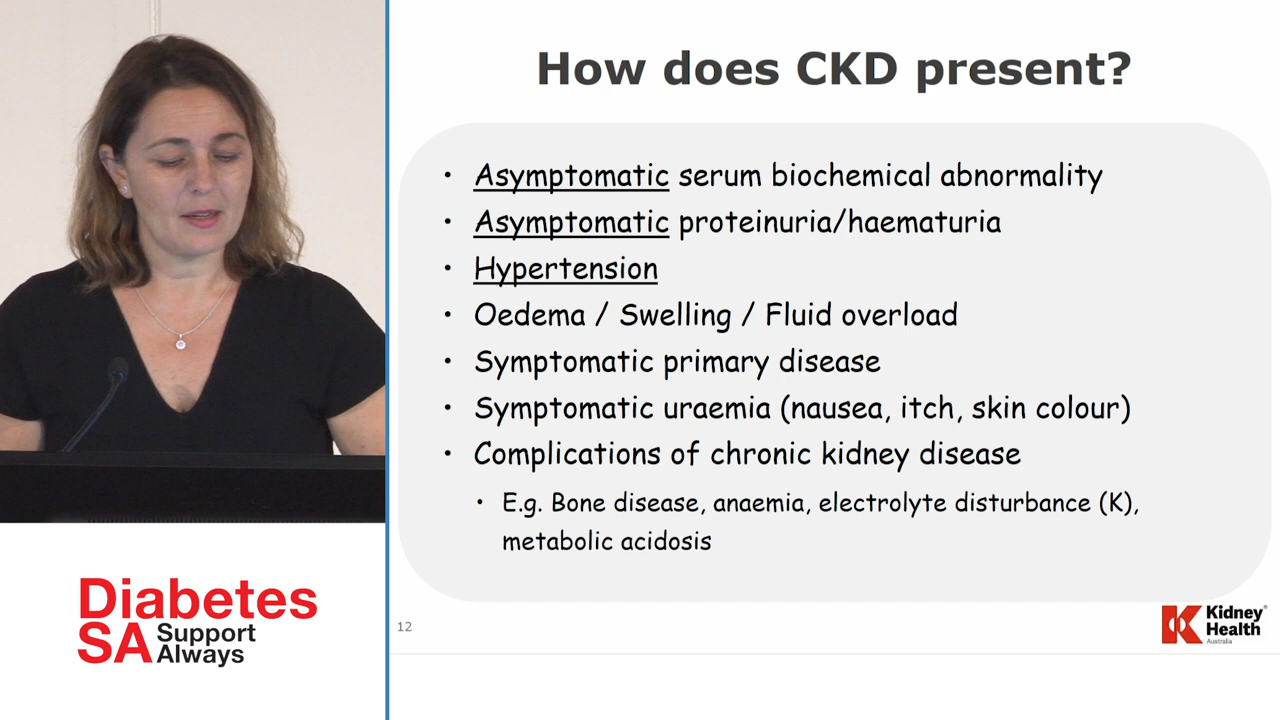 How does CKD present?
• Asymptomatic serum biochemical abnormality
• Asymptomatic proteinuria/haematuria
• Hypertension
• Oedema / Swelling / Fluid overload
• Symptomatic primary disease
• Symptomatic uraemia (nausea, itch, skin colour)
• Complications of chronic kidney disease
• E.g. Bone disease, anaemia, electrolyte disturbance (K),
metabolic acidosis
12
Kidney
Health
Australia
Diabetes
SA Support
Always